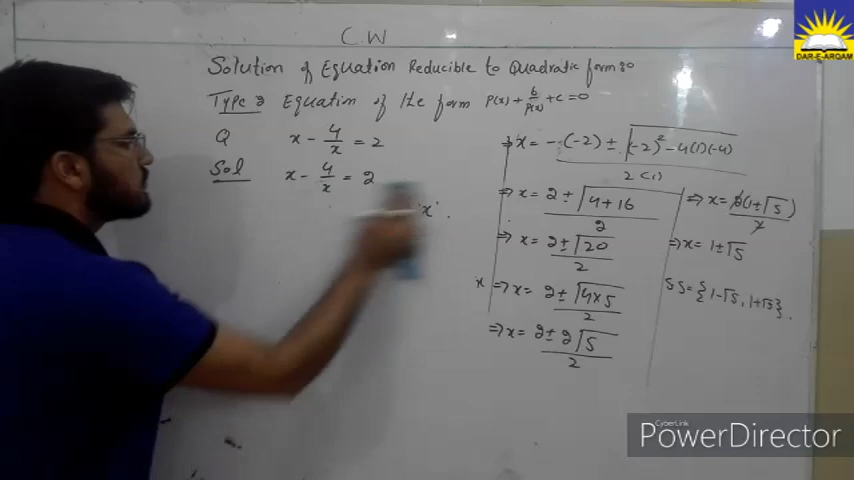 C.W
Solution of Equation Reducible to Quadratic form:
Type: Equation of the form P(x) + b/P(x) + c = 0
Q x - 4/x = 2
Sol x - 4/x = 2
'x'.
⇒ x = -(-2) ± √(-2)² - 4(1)(-4) / 2(1)
⇒ x = 2 ± √4 + 16 / 2
⇒ x = 2 ± √20 / 2
x ⇒ x = 2 ± √4×5 / 2
⇒ x = 2 ± 2√5 / 2
⇒ x = 2(1 ± √5) / 2
⇒ x = 1 ± √5
SS = {1-√5, 1+√5}.
DAR-E-ARQAM
CyberLink
PowerDirector